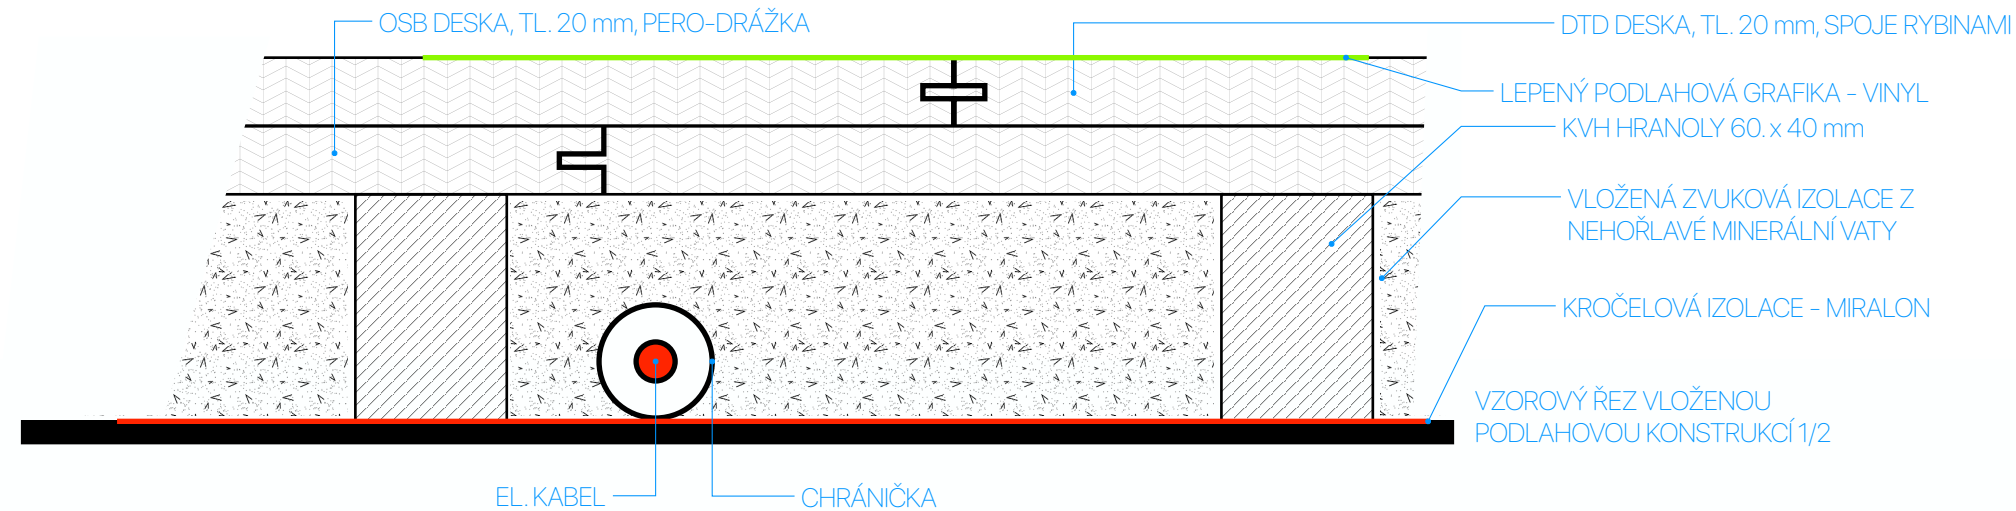 OSB DESKA, TL. 20 mm, PERO-DRÁŽKA
DTD DESKA, TL. 20 mm, SPOJE RYBINAMI
LEPENÝ PODLAHOVÁ GRAFIKA - VINYL
KVH HRANOLY 60. x 40 mm
VLOŽENÁ ZVUKOVÁ IZOLACE Z
NEHOŘLAVÉ MINERÁLNÍ VATY
KROČELOVÁ IZOLACE - MIRALON
VZOROVÝ ŘEZ VLOŽENOU
PODLAHOVOU KONSTRUKCÍ 1/2
EL. KABEL
CHRÁNIČKA